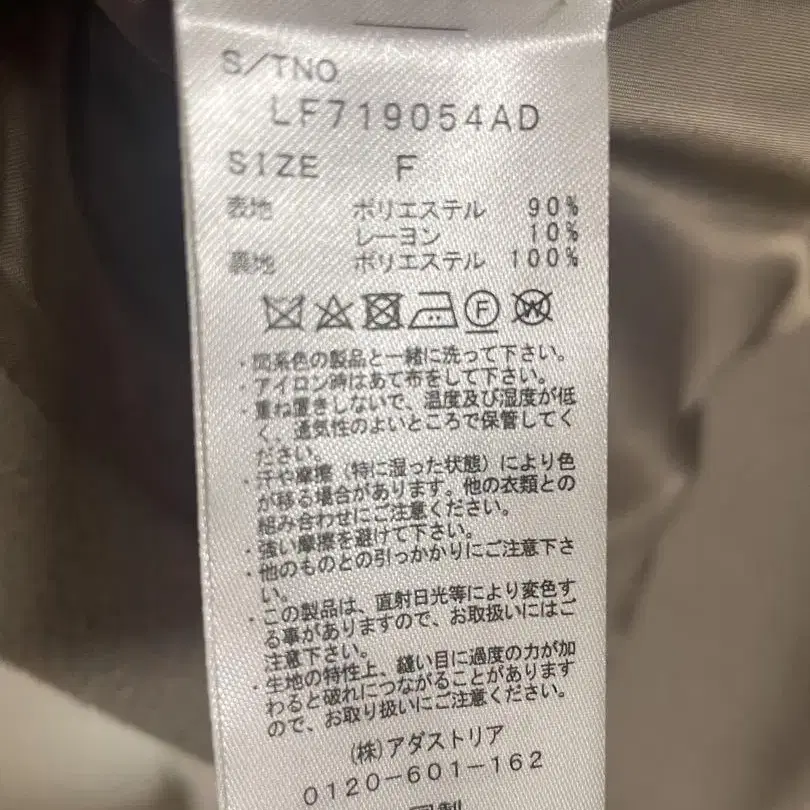 S/TNO
LF719054AD
SIZE F
表地 ポリエステル 90%
レーヨン 10%
裏地 ポリエステル 100%
F W
・同系色の製品と一緒に洗って下さい。
・アイロン時はあて布をして下さい。
・重ね置きしないで、温度及び湿度が低
く、通気性のよいところで保管してく
ださい。
・汗や摩擦（特に湿った状態）により色
が移る場合があります。他の衣類との
組み合わせにご注意ください。
・強い摩擦を避けて下さい。
・他のものとの引っかかりにご注意下さ
い。
・この製品は、直射日光等により変色す
る事がありますので、お取扱いにはご
注意下さい。
・生地の特性上、縫い目に過度の力が加
わると破れにつながることがあります
ので、お取り扱いにご注意ください。
(株)アダストリア
0120-601-162